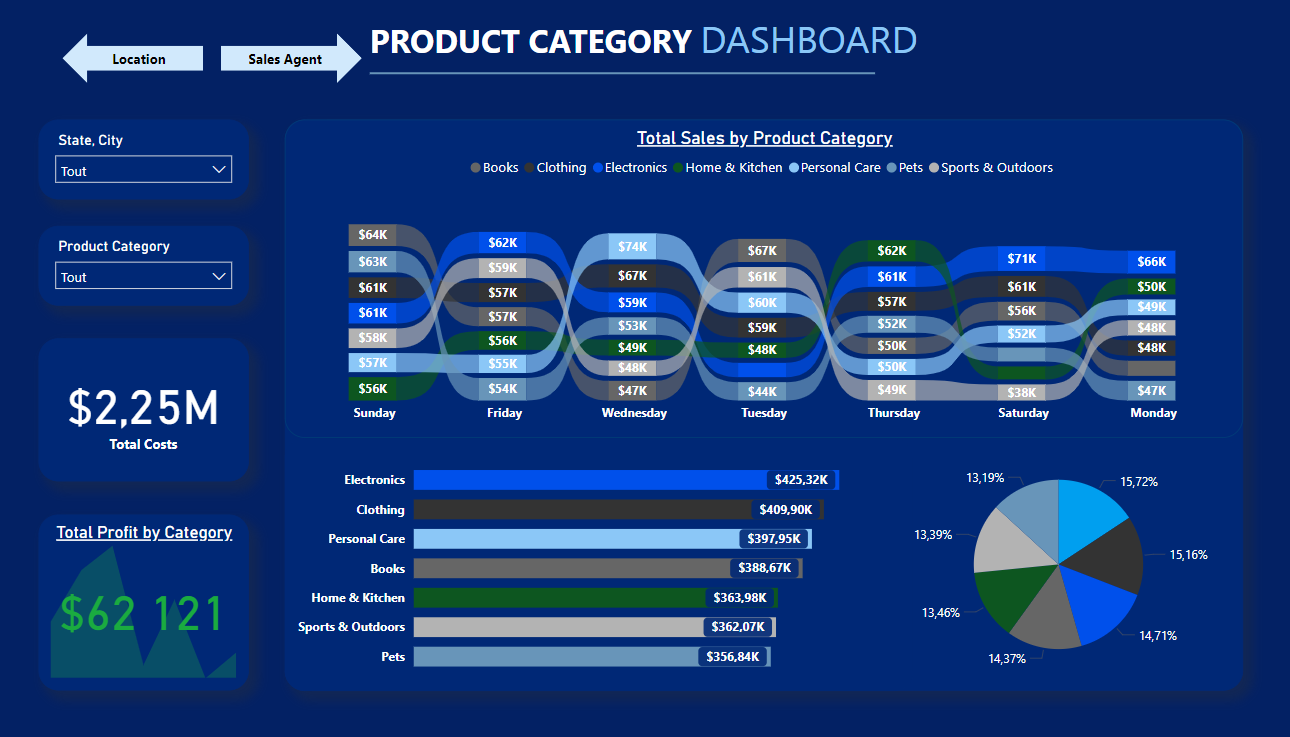 PRODUCT CATEGORY DASHBOARD
Location
Sales Agent
State, City
Tout
Product Category
Tout
$2,25M
Total Costs
Total Profit by Category
$62 121
Total Sales by Product Category
Books Clothing Electronics Home & Kitchen Personal Care Pets Sports & Outdoors
$64K
$63K
$61K
$61K
$58K
$57K
$56K
Sunday
$62K
$59K
$57K
$57K
$56K
$55K
$54K
Friday
$74K
$67K
$59K
$53K
$49K
$48K
$47K
Wednesday
$67K
$61K
$60K
$59K
$48K
$44K
Tuesday
$62K
$61K
$57K
$52K
$50K
$50K
$49K
Thursday
$71K
$61K
$56K
$52K
$38K
Saturday
$66K
$50K
$49K
$48K
$48K
$47K
Monday
Electronics $425,32K
Clothing $409,90K
Personal Care $397,95K
Books $388,67K
Home & Kitchen $363,98K
Sports & Outdoors $362,07K
Pets $356,84K
15,72%
15,16%
14,71%
14,37%
13,46%
13,39%
13,19%